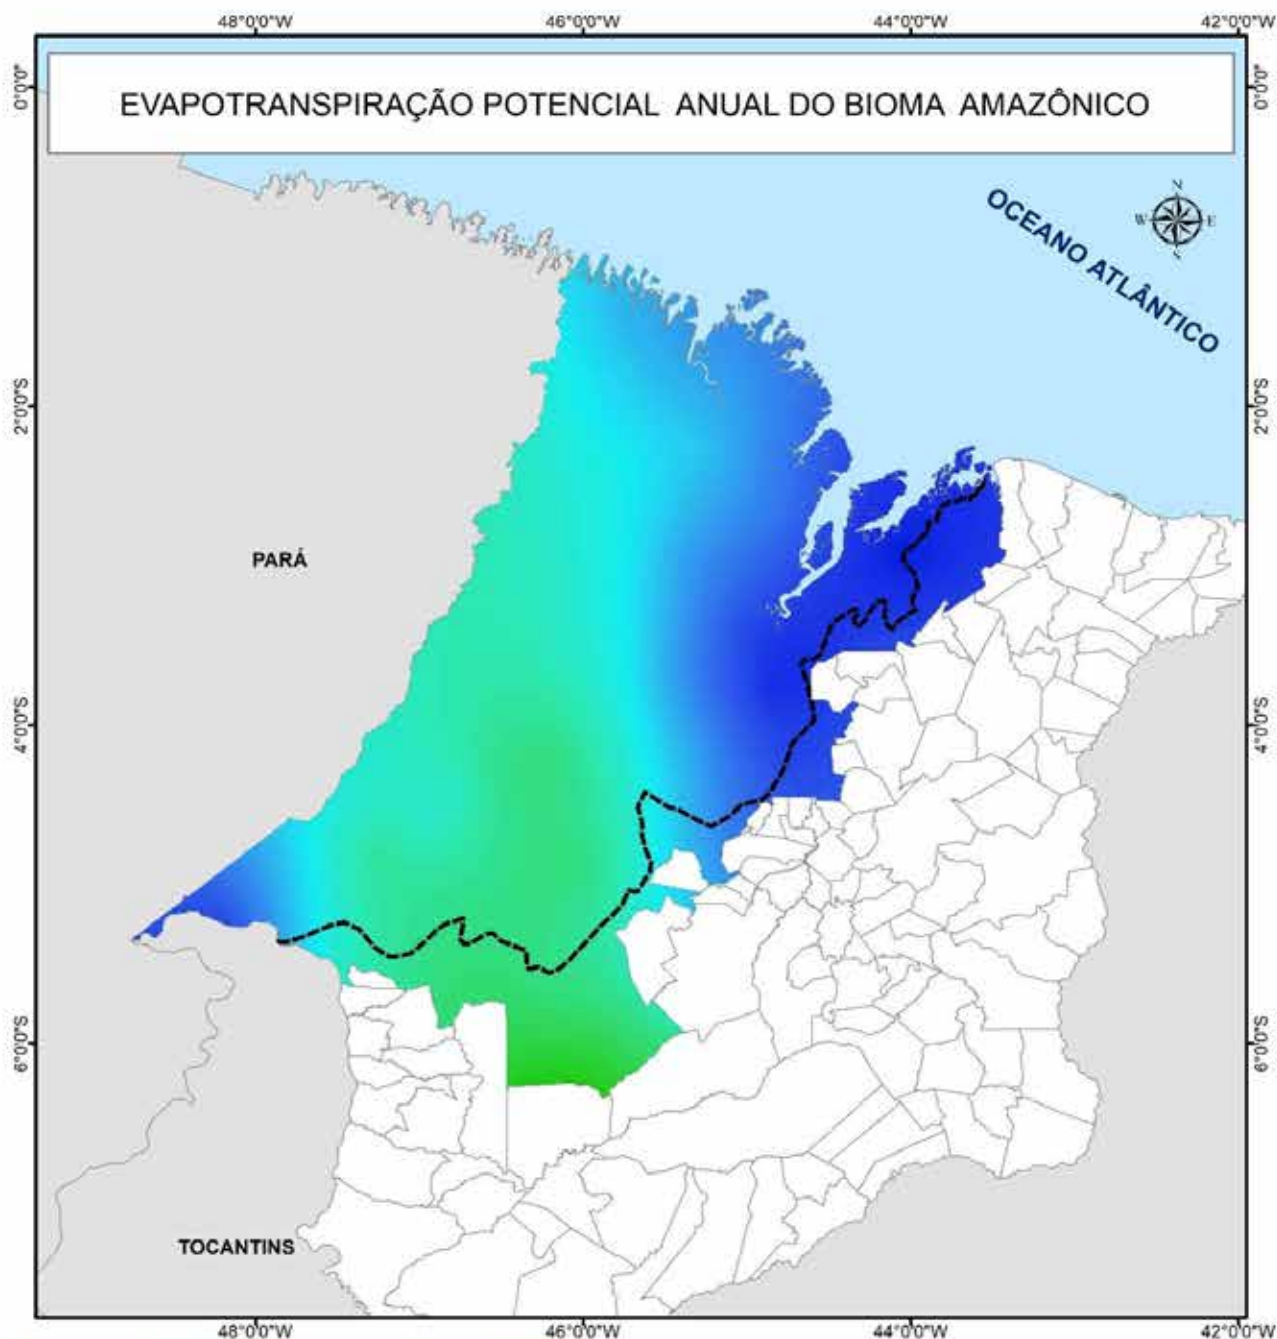 48°0'0"W 46°0'0"W 44°0'0"W 42°0'0"W
EVAPOTRANSPIRAÇÃO POTENCIAL ANUAL DO BIOMA AMAZÔNICO
0°0'0" 0°0'0"
N
W E
OCEANO ATLÂNTICO
2°0'0"S 2°0'0"S
PARÁ
4°0'0"S 4°0'0"S
6°0'0"S 6°0'0"S
TOCANTINS
48°0'0"W 46°0'0"W 44°0'0"W 42°0'0"W